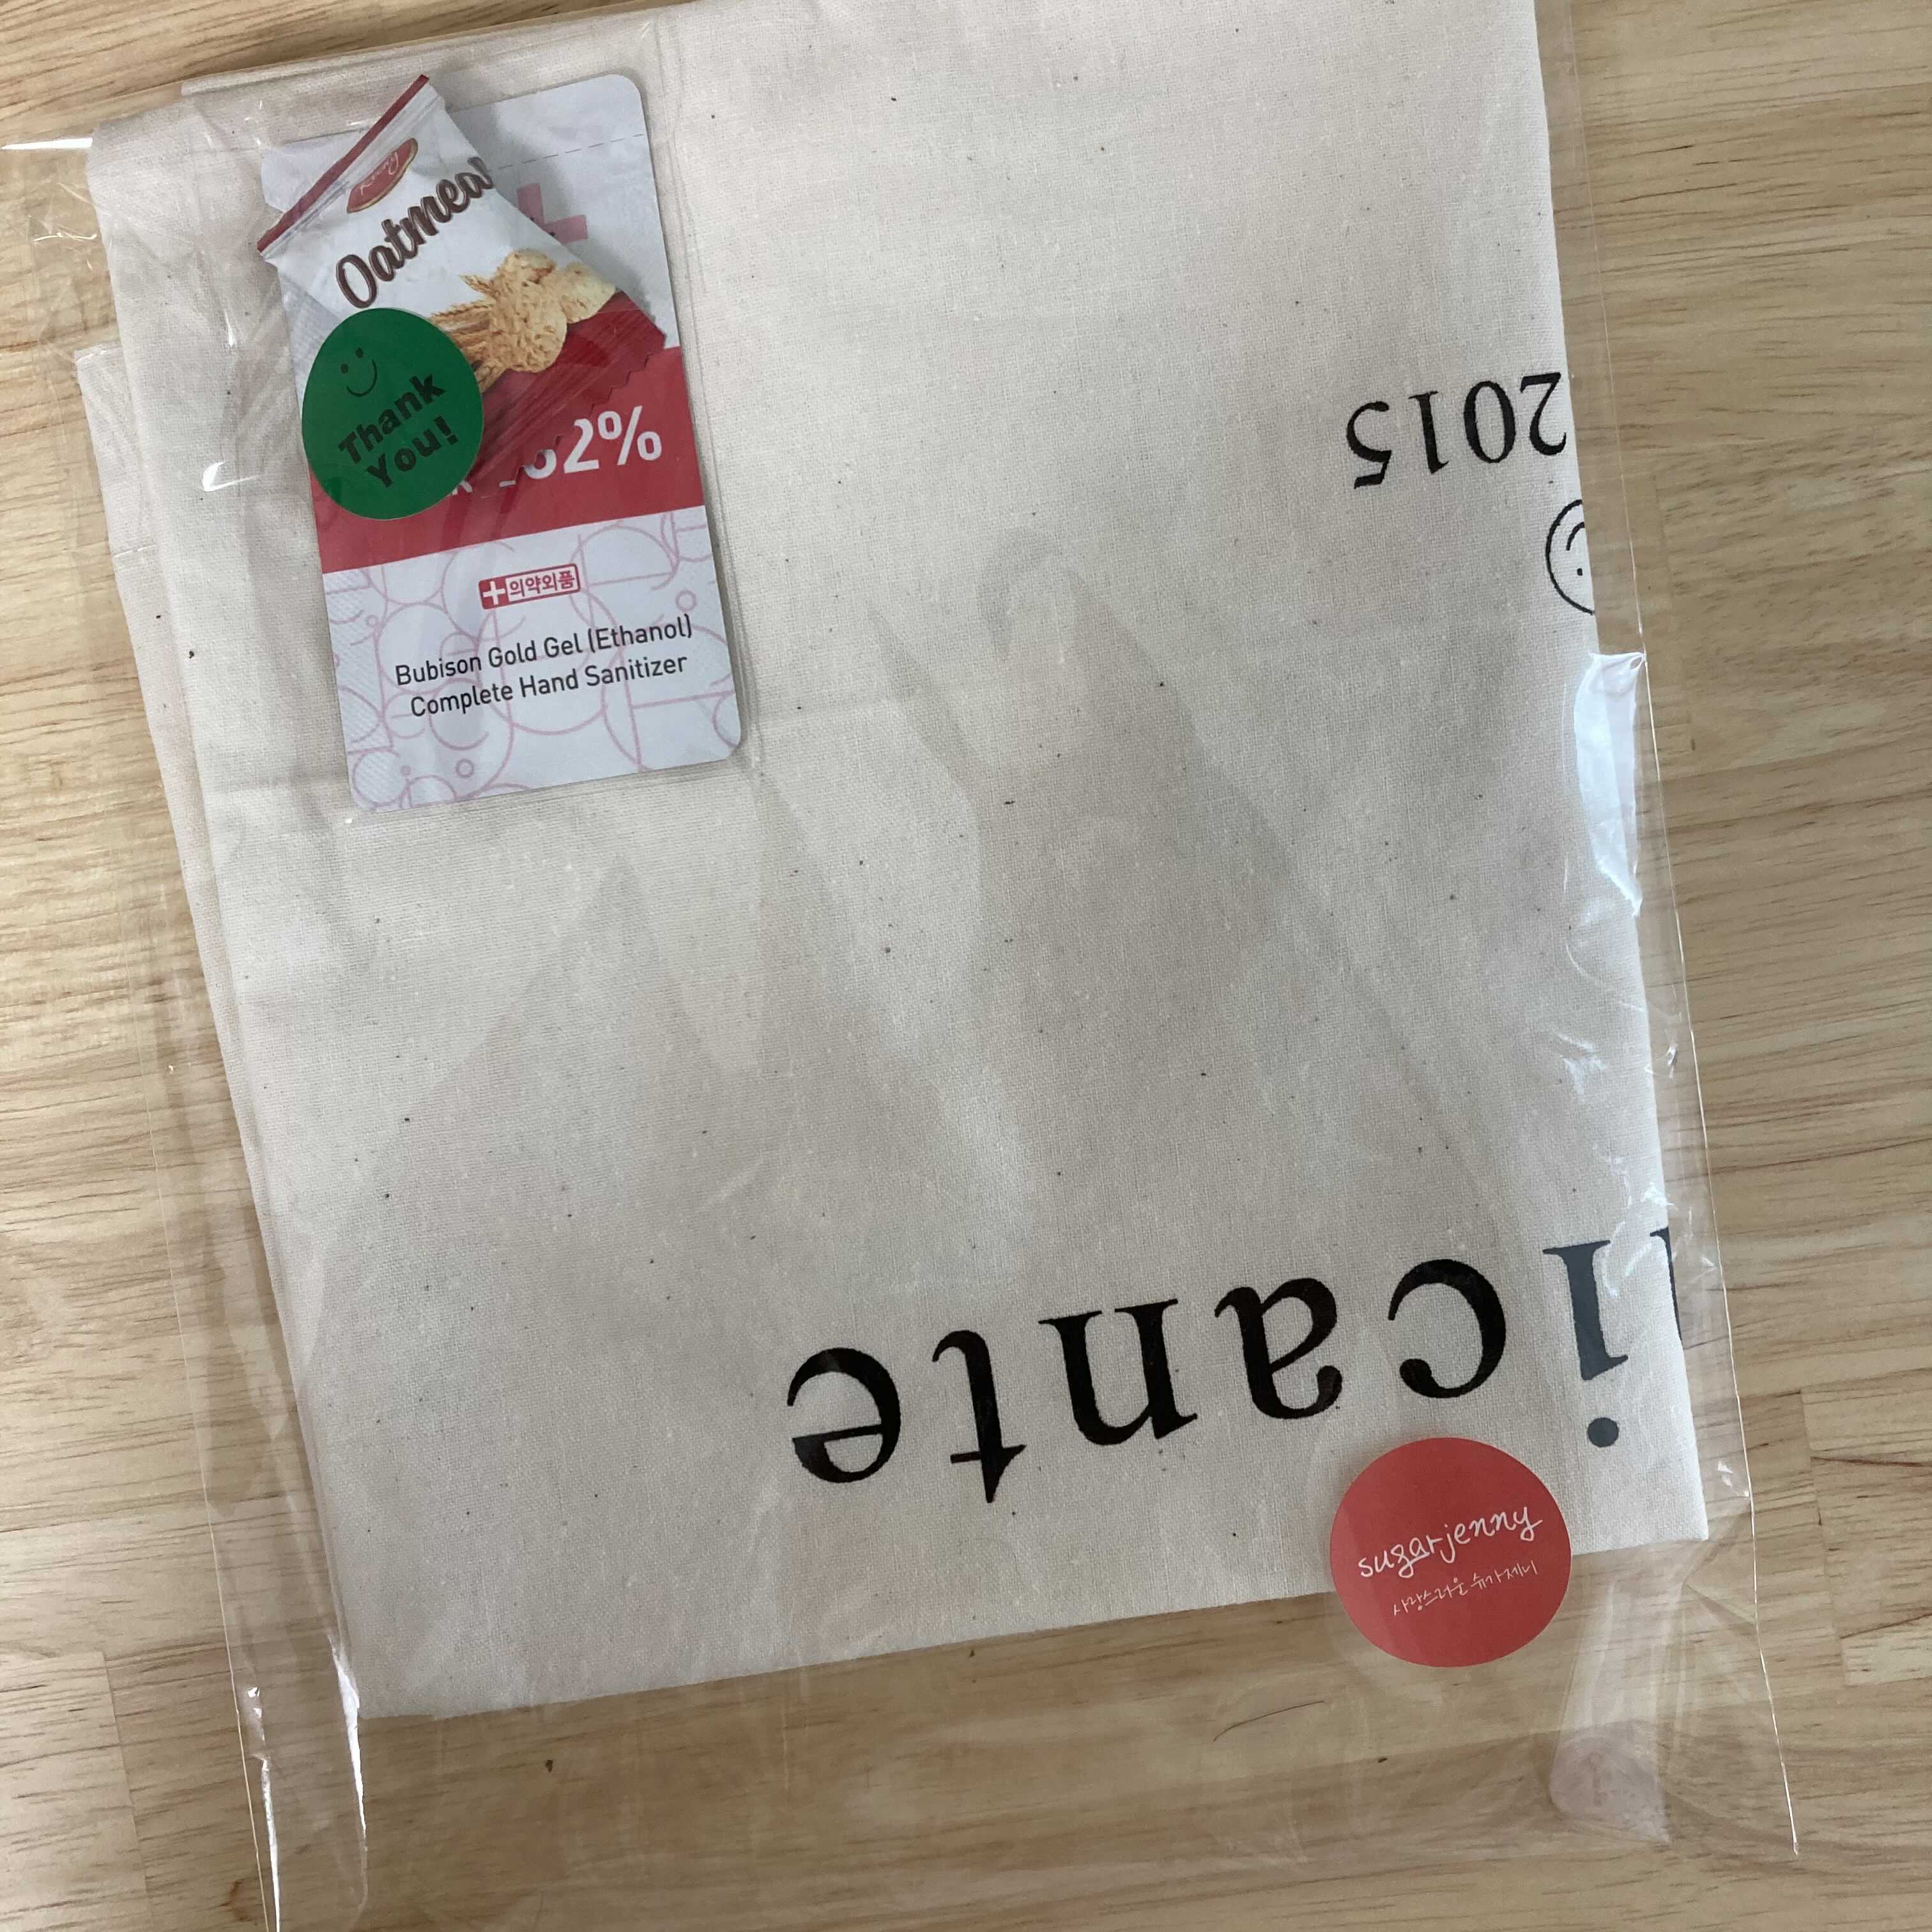 Oatmeal
Thank
You!
62%
의약외품
Bubison Gold Gel (Ethanol)
Complete Hand Sanitizer
2015
icante
sugarjenny
사랑스러운 슈가제니